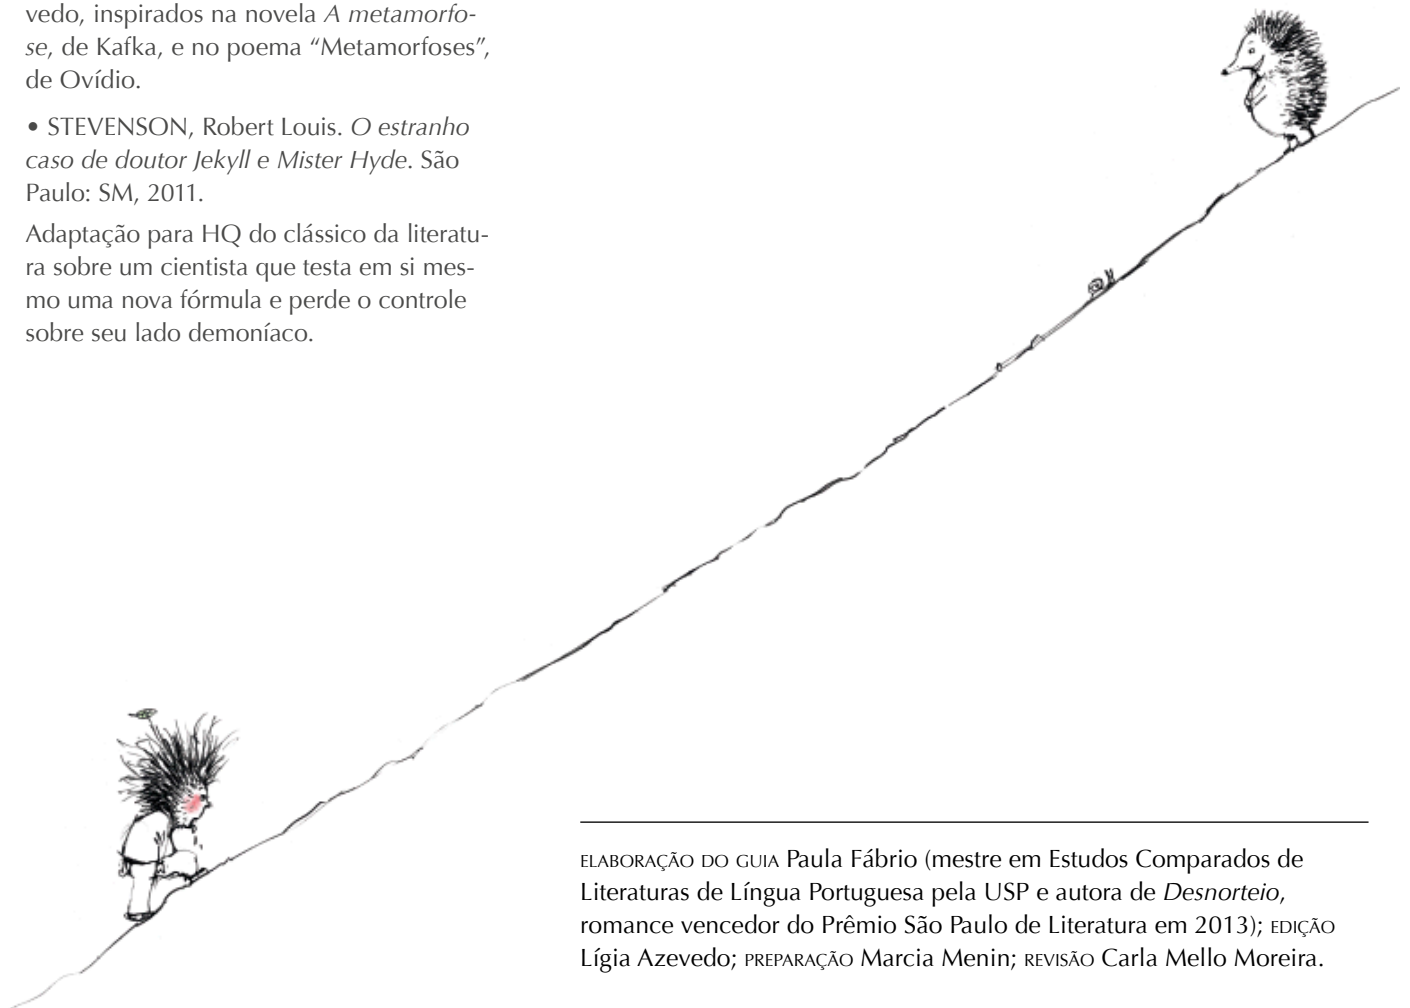 vedo, inspirados na novela A metamorfo-
se, de Kafka, e no poema “Metamorfoses”,
de Ovídio.
• STEVENSON, Robert Louis. O estranho
caso de doutor Jekyll e Mister Hyde. São
Paulo: SM, 2011.
Adaptação para HQ do clássico da literatu-
ra sobre um cientista que testa em si mes-
mo uma nova fórmula e perde o controle
sobre seu lado demoníaco.
ELABORAÇÃO DO GUIA Paula Fábrio (mestre em Estudos Comparados de
Literaturas de Língua Portuguesa pela USP e autora de Desnorteio,
romance vencedor do Prêmio São Paulo de Literatura em 2013); EDIÇÃO
Lígia Azevedo; PREPARAÇÃO Marcia Menin; REVISÃO Carla Mello Moreira.